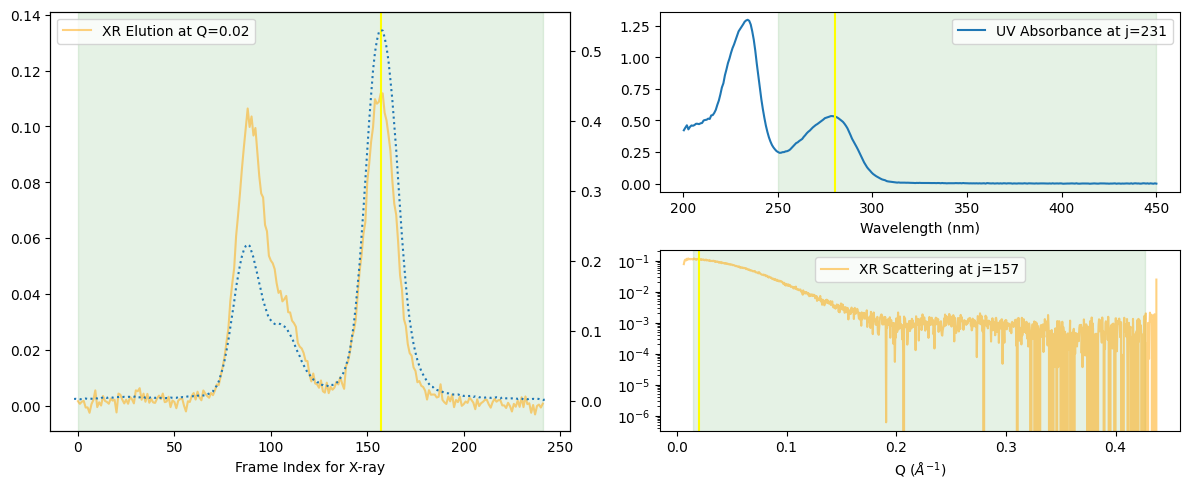 XR Elution at Q=0.02
0.14
0.12
0.10
0.08
0.06
0.04
0.02
0.00
0.5
0.4
0.3
0.2
0.1
0.0
0 50 100 150 200 250
Frame Index for X-ray
UV Absorbance at j=231
1.25
1.00
0.75
0.50
0.25
0.00
200 250 300 350 400 450
Wavelength (nm)
XR Scattering at j=157
10⁻¹
10⁻²
10⁻³
10⁻⁴
10⁻⁵
10⁻⁶
0.0 0.1 0.2 0.3 0.4
Q (Å⁻¹)